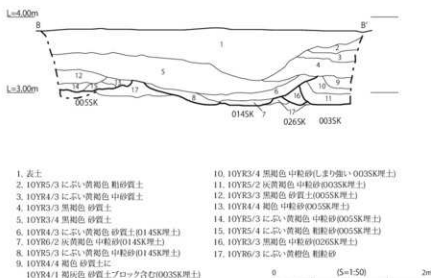 L=4.00m
B
B'
1
2
3
4
5
12
10
9
14
15
13
17
6
16
11
8
L=3.00m
005SK
014SK
7
17
026SK
003SK
1. 表土
2. 10YR5/3 にぶい黄褐色 粗砂質土
3. 10YR4/3 にぶい黄褐色 中砂質土
4. 10YR3/3 黒褐色 砂質土
5. 10YR3/4 黒褐色 砂質土
6. 10YR4/3 にぶい黄褐色 砂質土(014SK埋土)
7. 10YR6/2 灰黄褐色 中粒砂(014SK埋土)
8. 10YR5/3 にぶい黄褐色 中粒砂(014SK埋土)
9. 10YR4/4 褐色 砂質土に
10YR4/1 褐灰色 砂質土ブロック含む(003SK埋土)
10. 10YR3/4 黒褐色 中粒砂(しまり強い 003SK埋土)
11. 10YR5/2 灰黄褐色 中粒砂(003SK埋土)
12. 10YR3/3 黒褐色 砂質土(005SK埋土)
13. 10YR4/4 褐色 中粒砂(005SK埋土)
14. 10YR5/3 にぶい黄褐色 中粒砂(005SK埋土)
15. 10YR5/4 にぶい黄褐色 粗粒砂(005SK埋土)
16. 10YR3/3 黒褐色 中粒砂(026SK埋土)
17. 10YR6/3 にぶい黄橙色 粗粒砂
0
(S=1:50)
2m